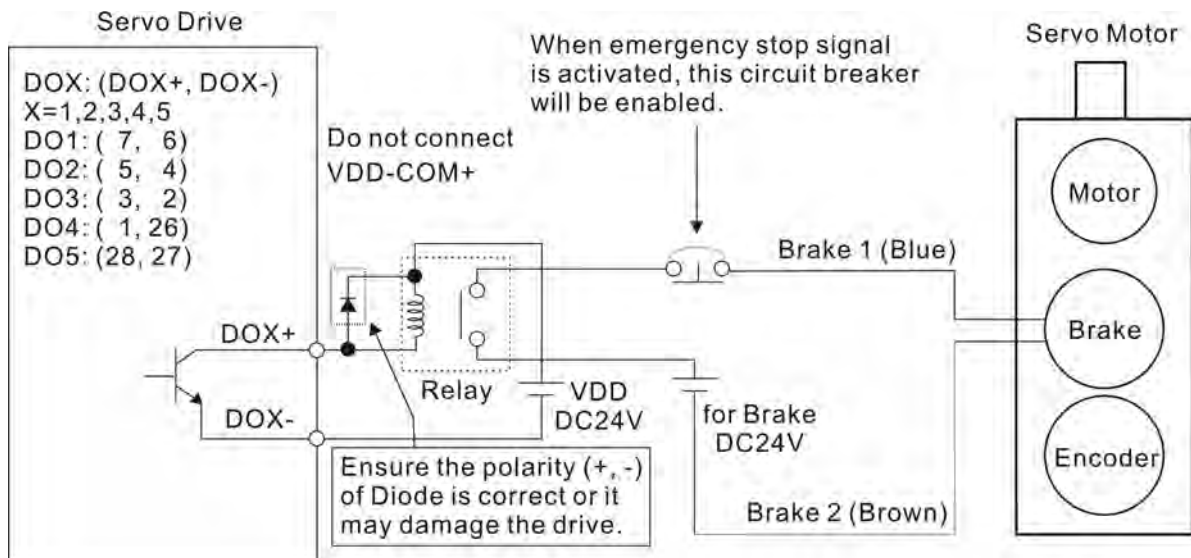 Servo Drive
DOX: (DOX+, DOX-)
X=1,2,3,4,5
DO1: ( 7, 6)
DO2: ( 5, 4)
DO3: ( 3, 2)
DO4: ( 1, 26)
DO5: (28, 27)
Do not connect
VDD-COM+
When emergency stop signal
is activated, this circuit breaker
will be enabled.
Servo Motor
Motor
Brake 1 (Blue)
Brake
DOX+
Relay
VDD
DC24V
for Brake
DC24V
DOX-
Encoder
Ensure the polarity (+, -)
of Diode is correct or it
may damage the drive.
Brake 2 (Brown)